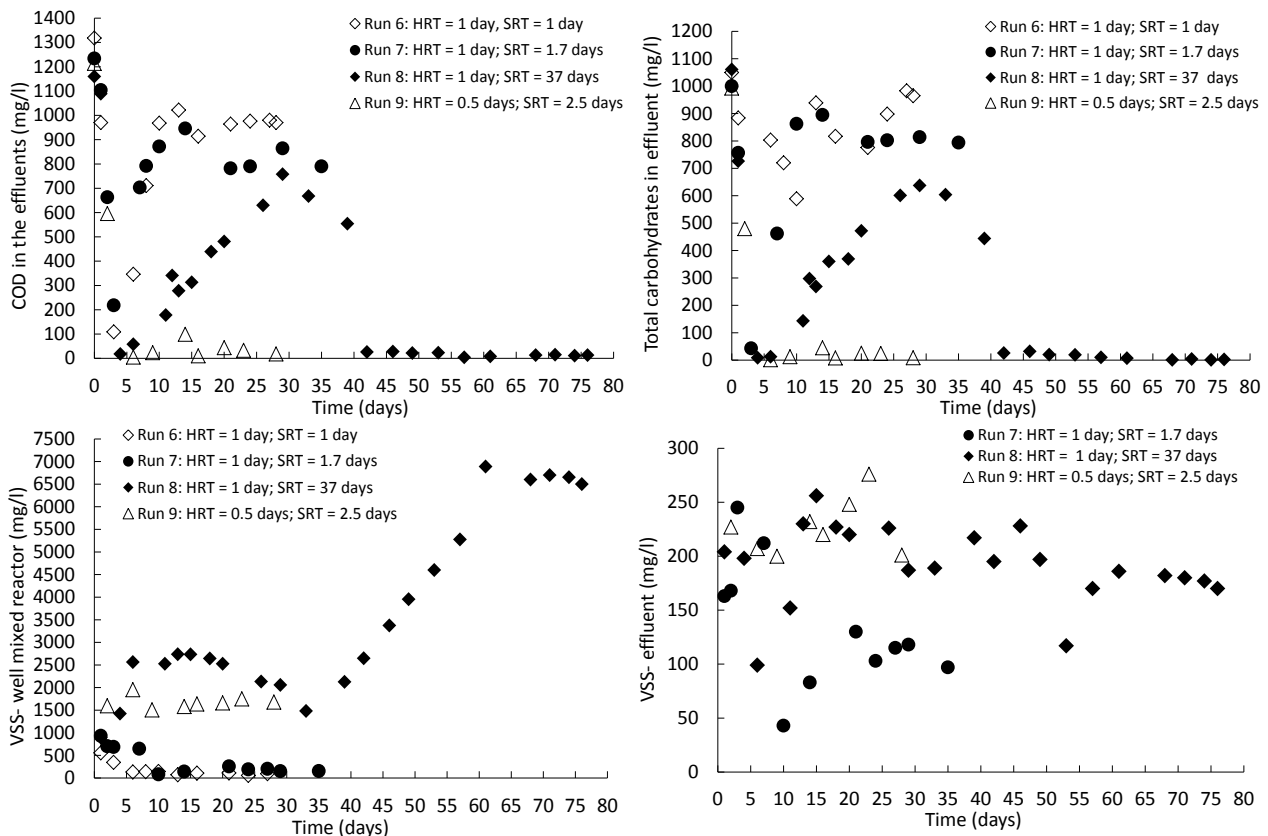 1400
1300
1200
1100
1000
900
800
700
600
500
400
300
200
100
0
COD in the effluents (mg/l)
◇ Run 6: HRT = 1 day, SRT = 1 day
● Run 7: HRT = 1 day; SRT = 1.7 days
◆ Run 8: HRT = 1 day; SRT = 37 days
△ Run 9: HRT = 0.5 days; SRT = 2.5 days
0 5 10 15 20 25 30 35 40 45 50 55 60 65 70 75 80
Time (days)
1200
1100
1000
900
800
700
600
500
400
300
200
100
0
Total carbohydrates in effluent (mg/l)
◇ Run 6: HRT = 1 day; SRT = 1 day
● Run 7: HRT = 1 day; SRT = 1.7 days
◆ Run 8: HRT = 1 day; SRT = 37 days
△ Run 9: HRT = 0.5 days; SRT = 2.5 days
0 5 10 15 20 25 30 35 40 45 50 55 60 65 70 75 80
Time (days)
7500
7000
6500
6000
5500
5000
4500
4000
3500
3000
2500
2000
1500
1000
500
0
VSS- well mixed reactor (mg/l)
◇ Run 6: HRT = 1 day; SRT = 1 day
● Run 7: HRT = 1 day; SRT = 1.7 days
◆ Run 8: HRT = 1 day; SRT = 37 days
△ Run 9: HRT = 0.5 days; SRT = 2.5 days
0 5 10 15 20 25 30 35 40 45 50 55 60 65 70 75 80
Time (days)
300
250
200
150
100
50
0
VSS- effluent (mg/l)
● Run 7: HRT = 1 day; SRT = 1.7 days
◆ Run 8: HRT = 1 day; SRT = 37 days
△ Run 9: HRT = 0.5 days; SRT = 2.5 days
0 5 10 15 20 25 30 35 40 45 50 55 60 65 70 75 80
Time (days)